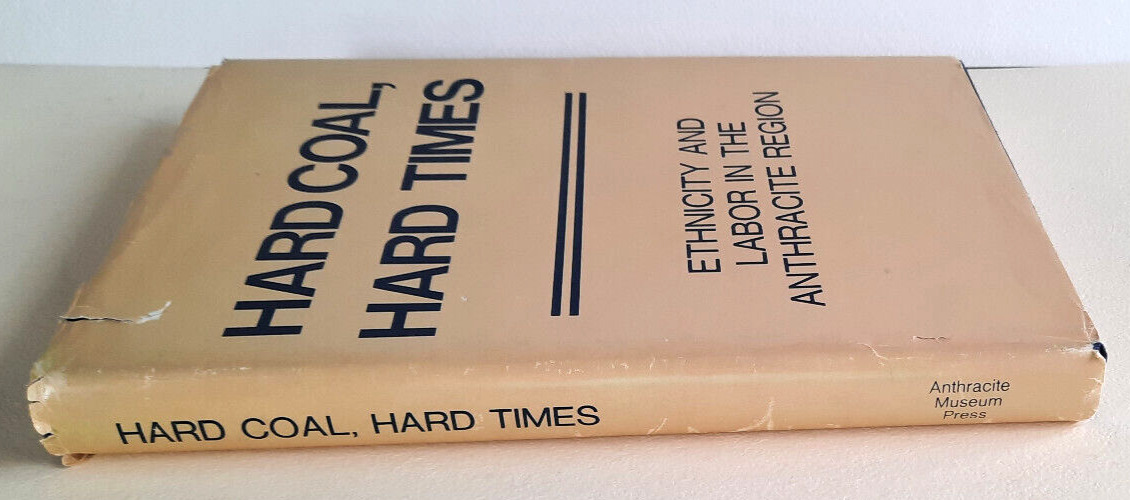 HARD COAL,
HARD TIMES
ETHNICITY AND
LABOR IN THE
ANTHRACITE REGION
HARD COAL, HARD TIMES
Anthracite
Museum
Press